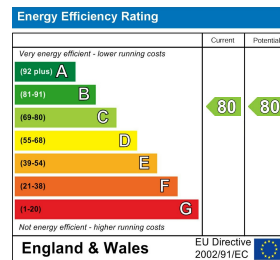 Energy Efficiency Rating
Current Potential
Very energy efficient - lower running costs
(92 plus) A
(81-91) B
(69-80) C
80 80
(55-68) D
(39-54) E
(21-38) F
(1-20) G
Not energy efficient - higher running costs
England & Wales
EU Directive
2002/91/EC